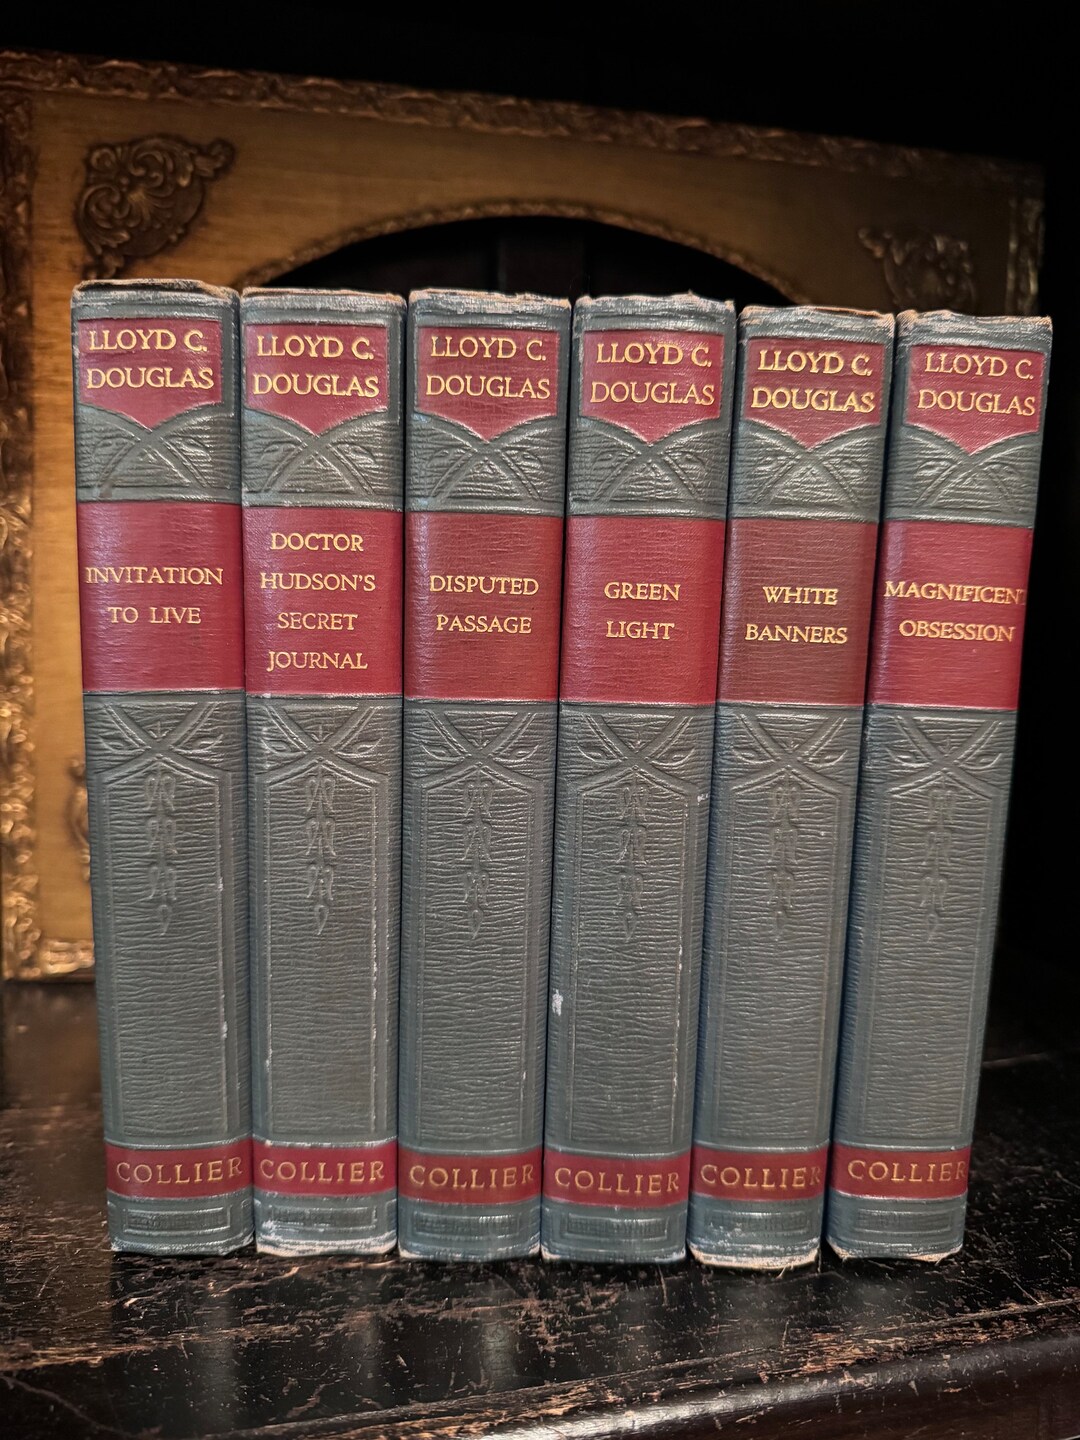 LLOYD C.
DOUGLAS
INVITATION
TO LIVE
COLLIER
LLOYD C.
DOUGLAS
DOCTOR
HUDSON'S
SECRET
JOURNAL
COLLIER
LLOYD C.
DOUGLAS
DISPUTED
PASSAGE
COLLIER
LLOYD C.
DOUGLAS
GREEN
LIGHT
COLLIER
LLOYD C.
DOUGLAS
WHITE
BANNERS
COLLIER
LLOYD C.
DOUGLAS
MAGNIFICENT
OBSESSION
COLLIER